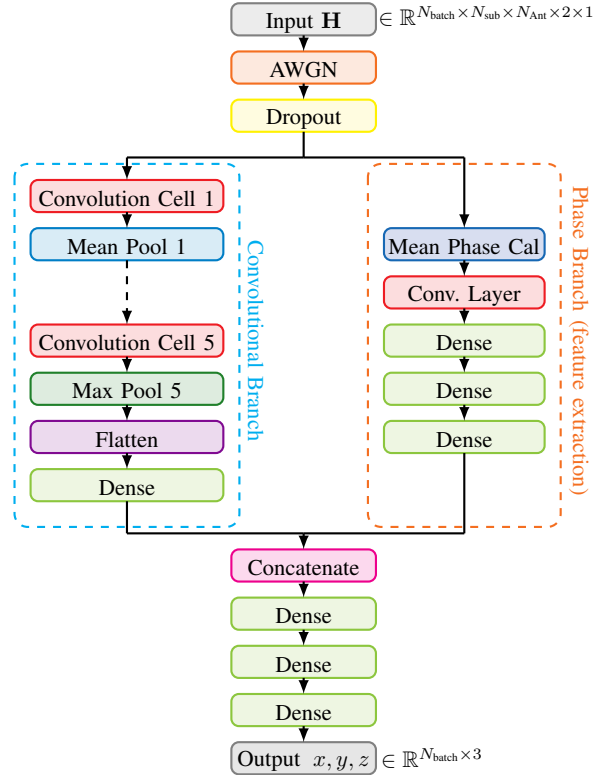 Input H ∈ ℝ^{N_batch×N_sub×N_Ant×2×1}
AWGN
Dropout
Convolution Cell 1
Mean Pool 1
Convolution Cell 5
Max Pool 5
Flatten
Dense
Convolutional Branch
Mean Phase Cal
Conv. Layer
Dense
Dense
Dense
Phase Branch (feature extraction)
Concatenate
Dense
Dense
Dense
Output x, y, z ∈ ℝ^{N_batch×3}